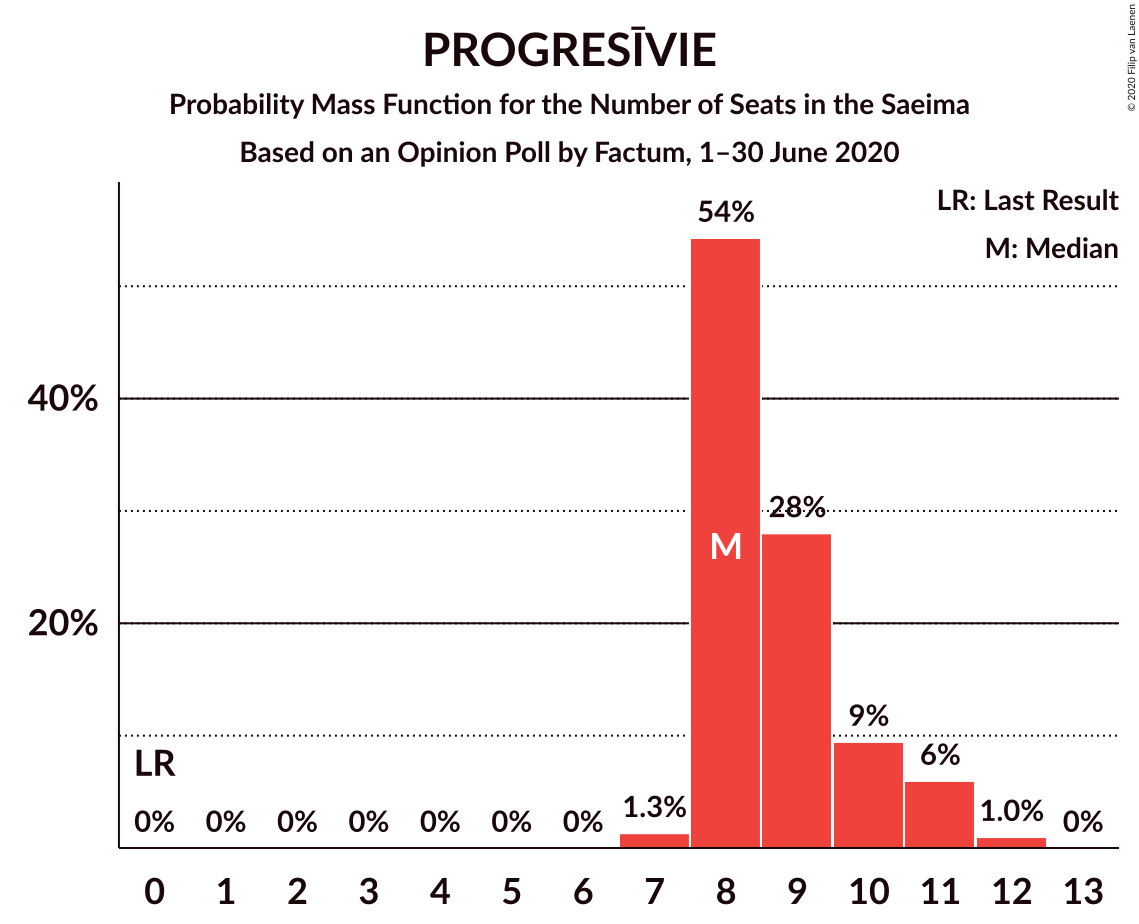 PROGRESĪVIE
Probability Mass Function for the Number of Seats in the Saeima
Based on an Opinion Poll by Factum, 1–30 June 2020
© 2020 Filip van Laenen
LR: Last Result
M: Median
54%
40%
28%
M
20%
9%
6%
LR
0% 0% 0% 0% 0% 0% 0% 1.3% 1.0% 0%
0 1 2 3 4 5 6 7 8 9 10 11 12 13